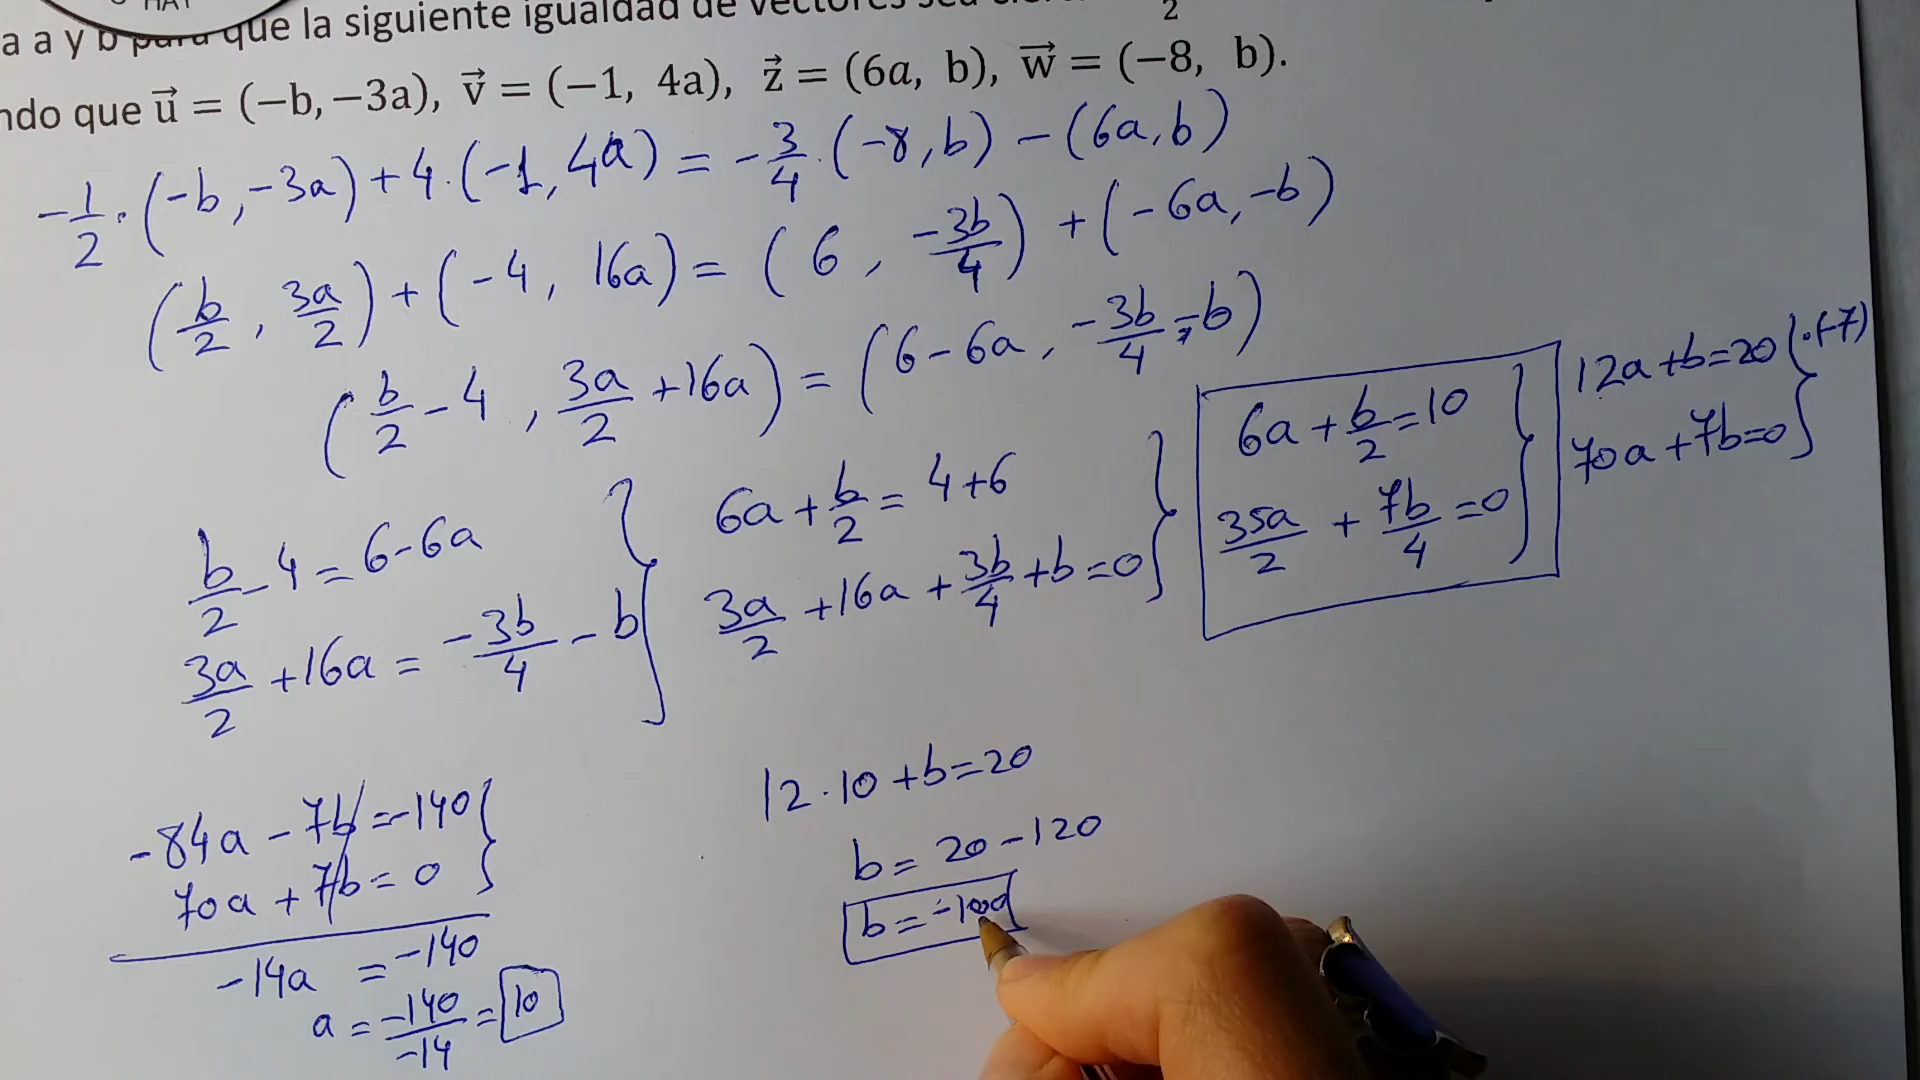 HAY
a a y b para que la siguiente igualdad de vectores sea
2
ndo que u⃗ = (−b, −3a), v⃗ = (−1, 4a), z⃗ = (6a, b), w⃗ = (−8, b).
-1/2 · (-b, -3a) + 4 · (-1, 4a) = -3/4 · (-8, b) - (6a, b)
(b/2, 3a/2) + (-4, 16a) = (6, -3b/4) + (-6a, -b)
(b/2 - 4, 3a/2 + 16a) = (6 - 6a, -3b/4 - b)
b/2 - 4 = 6 - 6a
3a/2 + 16a = -3b/4 - b
6a + b/2 = 4 + 6
3a/2 + 16a + 3b/4 + b = 0
6a + b/2 = 10
35a/2 + 7b/4 = 0
12a + b = 20 (·(-7)
70a + 7b = 0
-84a - 7b = -140
70a + 7b = 0
-14a = -140
a = -140/-14 = 10
12 · 10 + b = 20
b = 20 - 120
b = -100